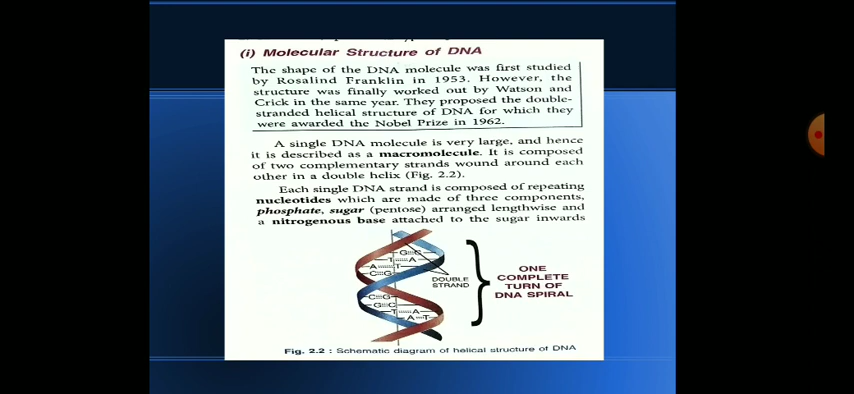 (i) Molecular Structure of DNA
The shape of the DNA molecule was first studied
by Rosalind Franklin in 1953. However, the
structure was finally worked out by Watson and
Crick in the same year. They proposed the double-
stranded helical structure of DNA for which they
were awarded the Nobel Prize in 1962.
A single DNA molecule is very large, and hence
it is described as a macromolecule. It is composed
of two complementary strands wound around each
other in a double helix (Fig. 2.2).
Each single DNA strand is composed of repeating
nucleotides which are made of three components,
phosphate, sugar (pentose) arranged lengthwise and
a nitrogenous base attached to the sugar inwards
G C
T A
A T
C G
DOUBLE
STRAND
C G
G C
T A
A T
ONE
COMPLETE
TURN OF
DNA SPIRAL
Fig. 2.2 : Schematic diagram of helical structure of DNA